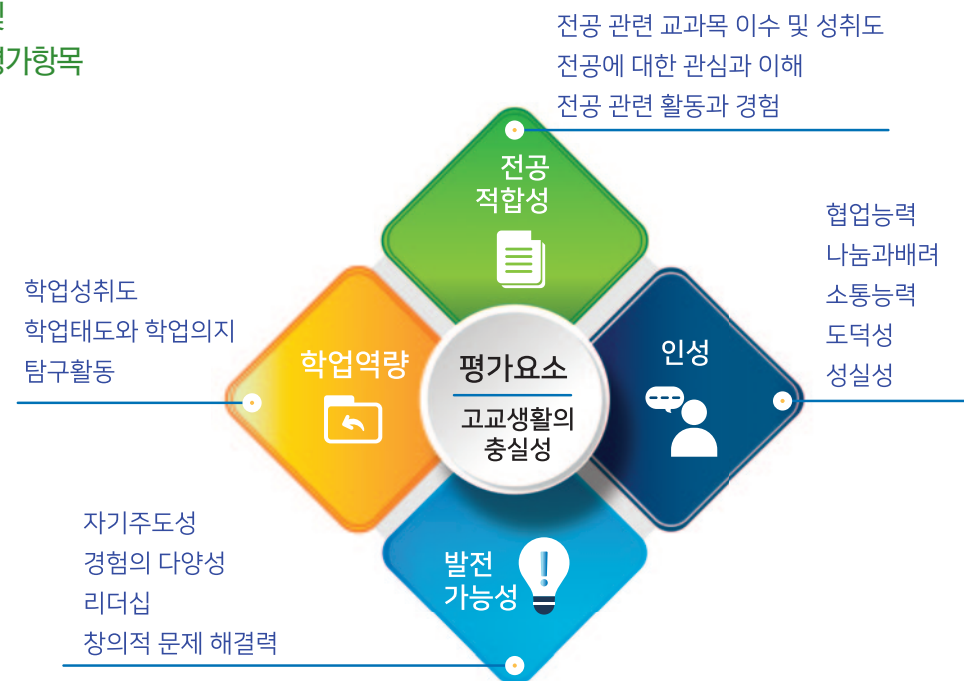 및
평가항목
전공 관련 교과목 이수 및 성취도
전공에 대한 관심과 이해
전공 관련 활동과 경험
전공
적합성
협업능력
나눔과배려
소통능력
도덕성
성실성
인성
학업성취도
학업태도와 학업의지
탐구활동
학업역량
평가요소
고교생활의
충실성
자기주도성
경험의 다양성
리더십
창의적 문제 해결력
발전
가능성